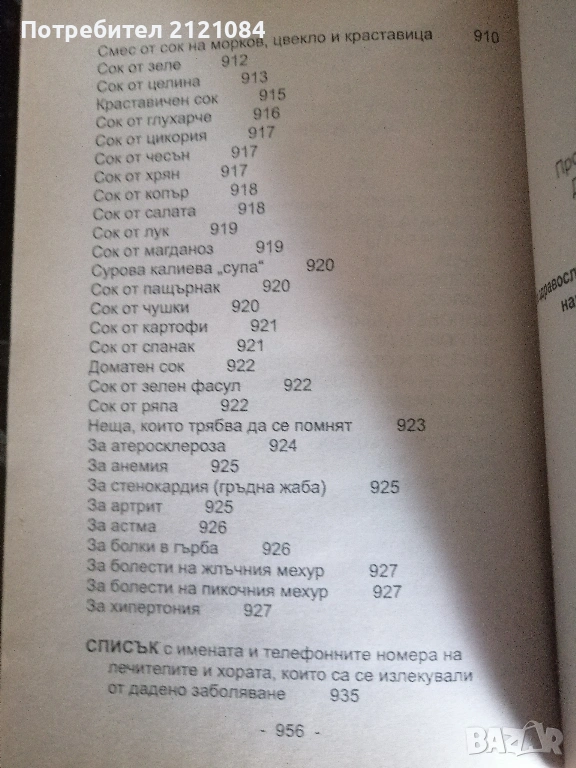 Потребител 2121084
Смес от сок на морков, цвекло и краставица 910
Сок от зеле 912
Сок от целина 913
Краставичен сок 915
Сок от глухарче 916
Сок от цикория 917
Сок от чесън 917
Сок от хрян 917
Сок от копър 918
Сок от салата 918
Сок от лук 919
Сок от магданоз 919
Сурова калиева „супа“ 920
Сок от пащърнак 920
Сок от чушки 920
Сок от картофи 921
Сок от спанак 921
Доматен сок 922
Сок от зелен фасул 922
Сок от ряпа 922
Неща, които трябва да се помнят 923
За атеросклероза 924
За анемия 925
За стенокардия (гръдна жаба) 925
За артрит 925
За астма 926
За болки в гърба 926
За болести на жлъчния мехур 927
За болести на пикочния мехур 927
За хипертония 927
СПИСЪК с имената и телефонните номера на
лечителите и хората, които са се излекували
от дадено заболяване 935
- 956 -
BAZAR